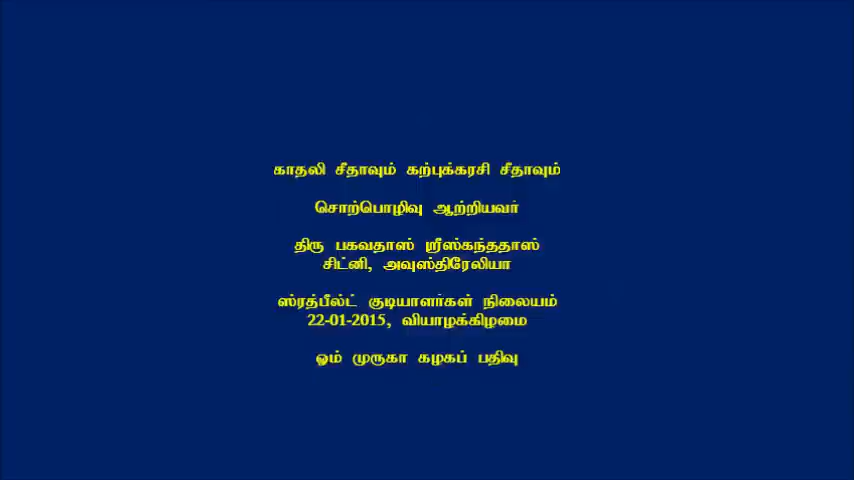 காதலி சீதாவும் கற்புக்கரசி சீதாவும்
சொற்பொழிவு ஆற்றியவர்
திரு பகவதாஸ் ஸ்ரீஸ்கந்ததாஸ்
சிட்னி, அவுஸ்திரேலியா
ஸ்ரத்பீல்ட் குடியாளர்கள் நிலையம்
22-01-2015, வியாழக்கிழமை
ஓம் முருகா கழகப் பதிவு